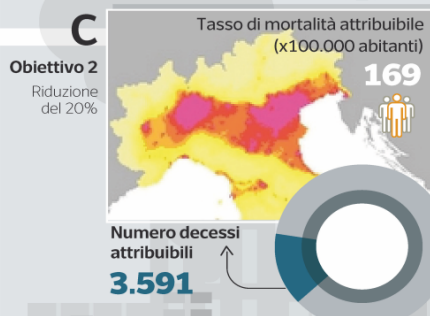 C
Obiettivo 2
Riduzione
del 20%
Tasso di mortalità attribuibile
(x100.000 abitanti)
169
Numero decessi
attribuibili
3.591